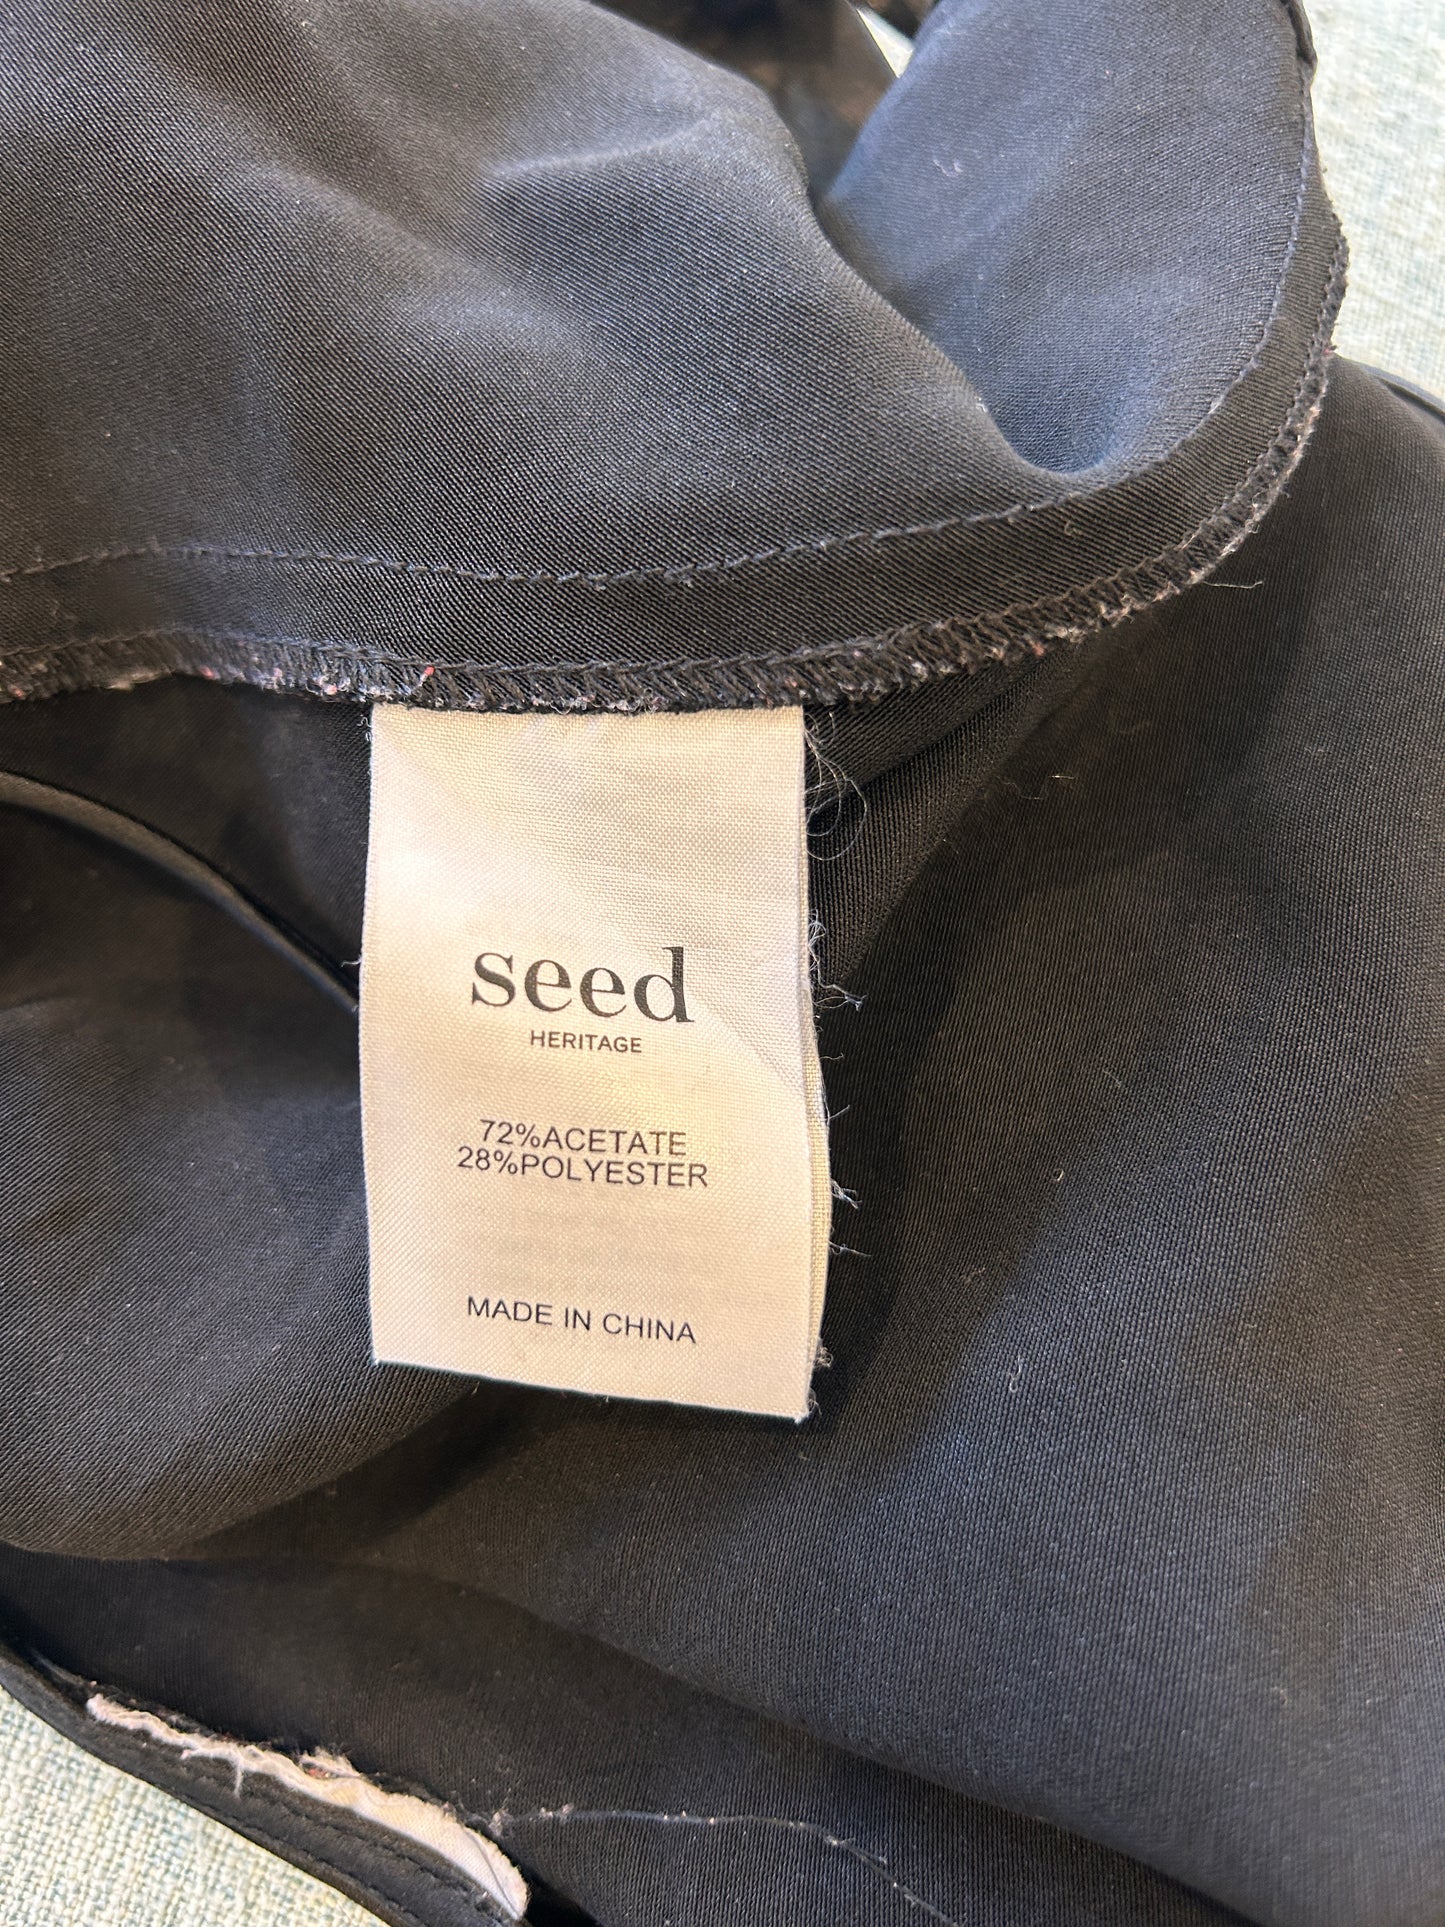 seed
HERITAGE
72%ACETATE
28%POLYESTER
MADE IN CHINA